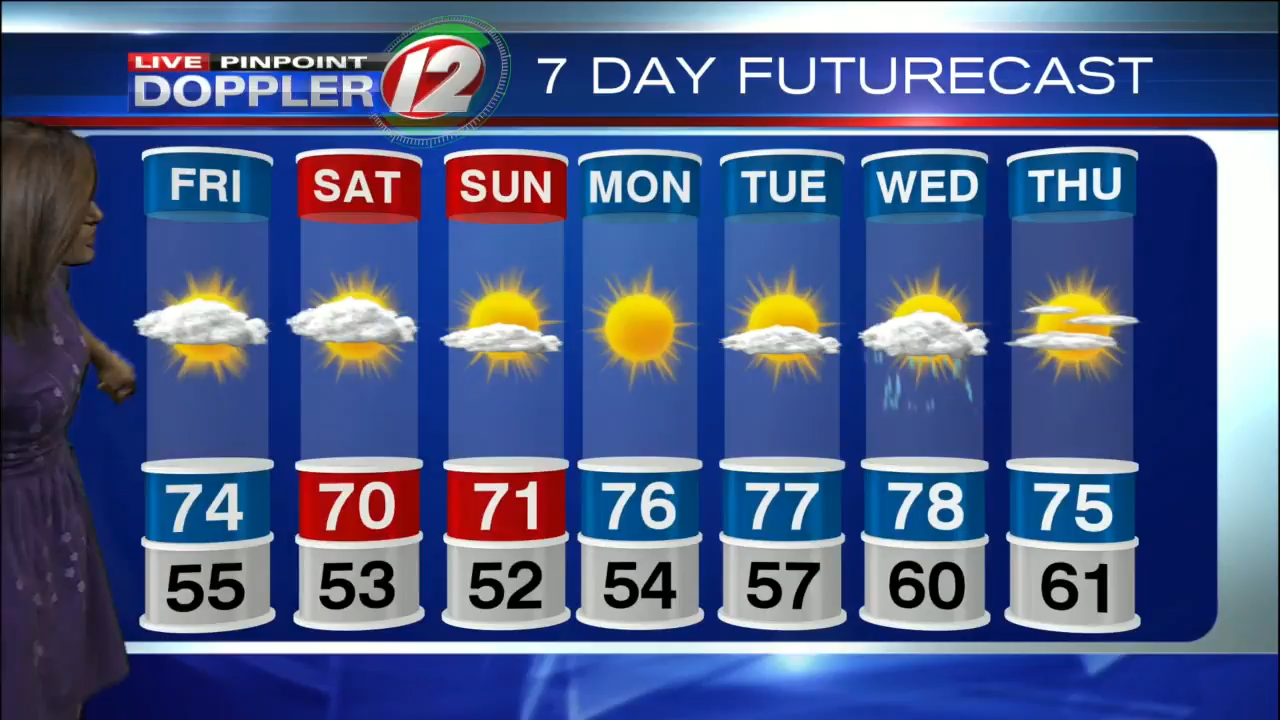 LIVE PINPOINT
DOPPLER 12
7 DAY FUTURECAST
FRI SAT SUN MON TUE WED THU
74 70 71 76 77 78 75
55 53 52 54 57 60 61